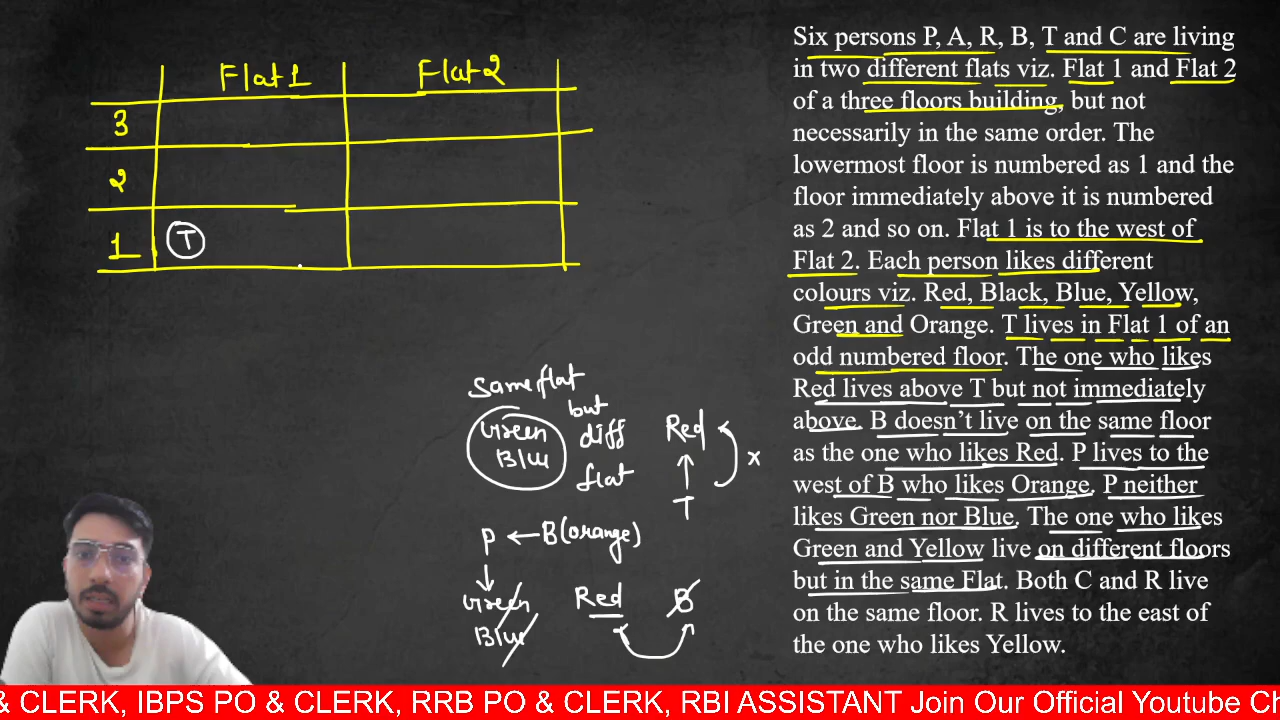 Flat 1 Flat 2
3
2
1 T
Same flat
but
Green diff Red
Blue x
flat
T
P ← B(orange)
Green Red B
Blue
Six persons P, A, R, B, T and C are living
in two different flats viz. Flat 1 and Flat 2
of a three floors building, but not
necessarily in the same order. The
lowermost floor is numbered as 1 and the
floor immediately above it is numbered
as 2 and so on. Flat 1 is to the west of
Flat 2. Each person likes different
colours viz. Red, Black, Blue, Yellow,
Green and Orange. T lives in Flat 1 of an
odd numbered floor. The one who likes
Red lives above T but not immediately
above. B doesn't live on the same floor
as the one who likes Red. P lives to the
west of B who likes Orange. P neither
likes Green nor Blue. The one who likes
Green and Yellow live on different floors
but in the same Flat. Both C and R live
on the same floor. R lives to the east of
the one who likes Yellow.
& CLERK, IBPS PO & CLERK, RRB PO & CLERK, RBI ASSISTANT Join Our Official Youtube Ch